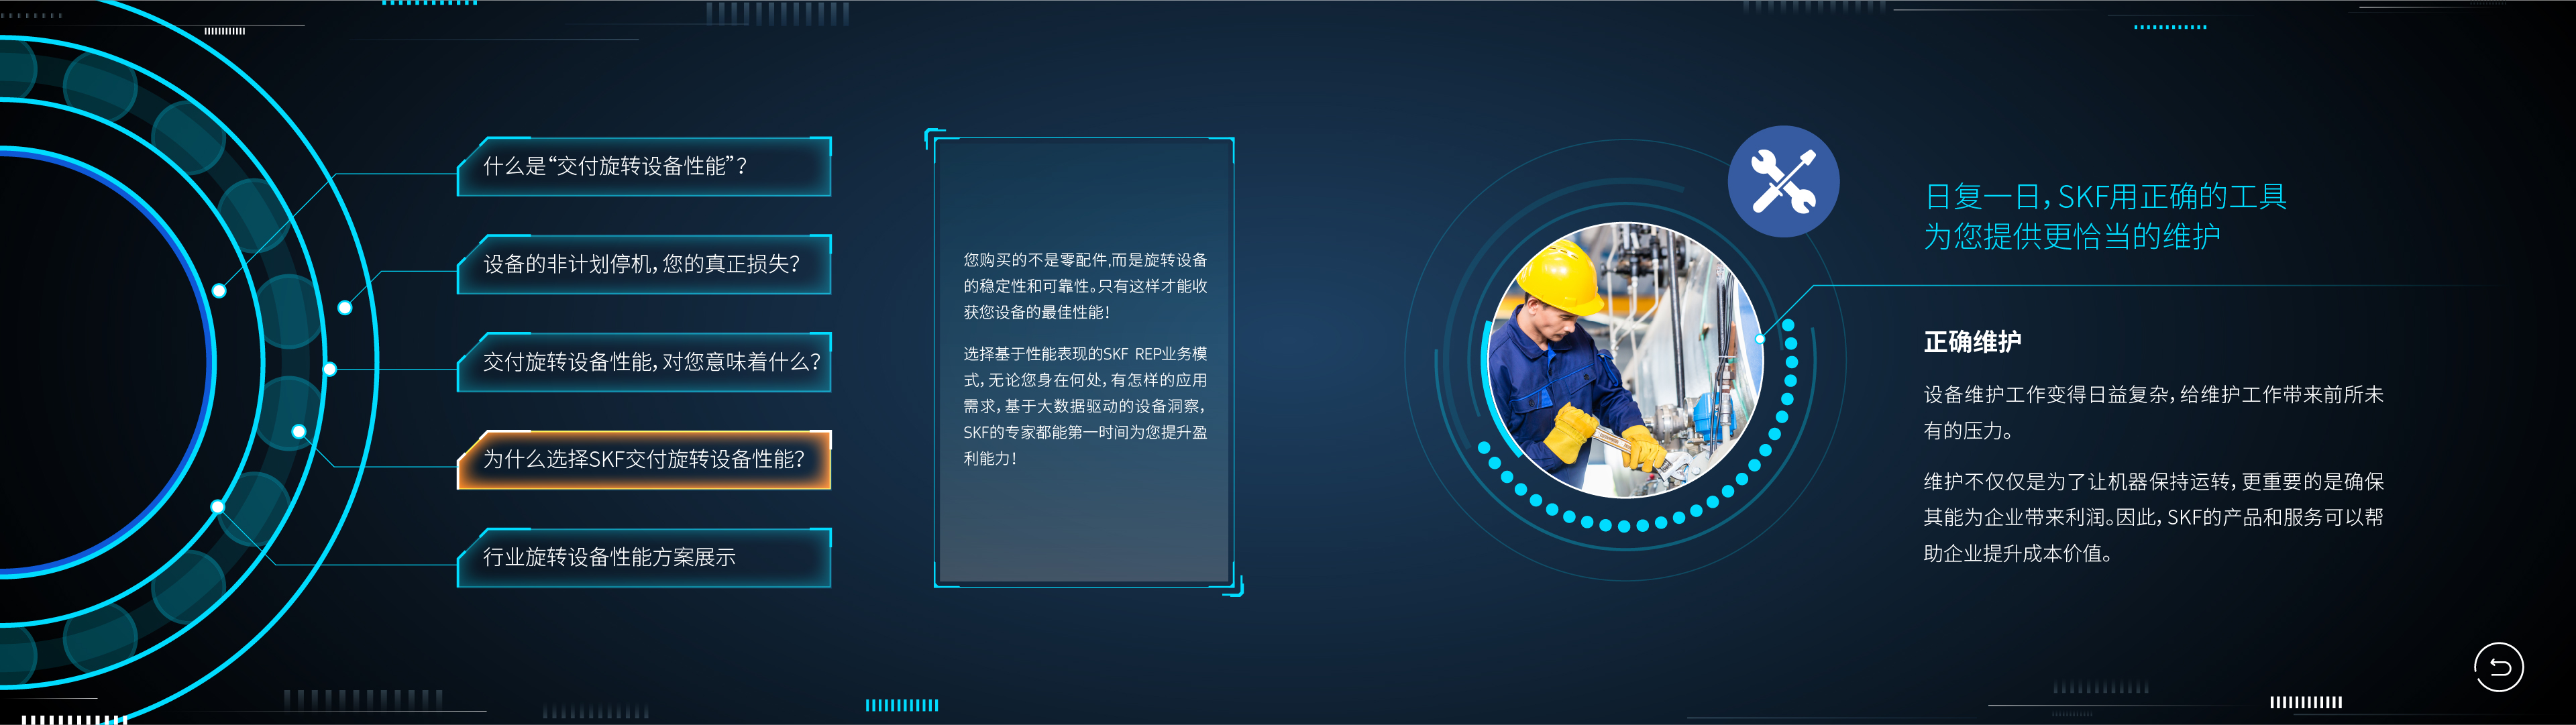 什么是“交付旋转设备性能”？
设备的非计划停机，您的真正损失？
交付旋转设备性能，对您意味着什么？
为什么选择SKF交付旋转设备性能？
行业旋转设备性能方案展示
您购买的不是零配件,而是旋转设备
的稳定性和可靠性。只有这样才能收
获您设备的最佳性能！
选择基于性能表现的SKF REP业务模
式，无论您身在何处，有怎样的应用
需求，基于大数据驱动的设备洞察，
SKF的专家都能第一时间为您提升盈
利能力！
日复一日，SKF用正确的工具
为您提供更恰当的维护
正确维护
设备维护工作变得日益复杂，给维护工作带来前所未
有的压力。
维护不仅仅是为了让机器保持运转，更重要的是确保
其能为企业带来利润。因此，SKF的产品和服务可以帮
助企业提升成本价值。